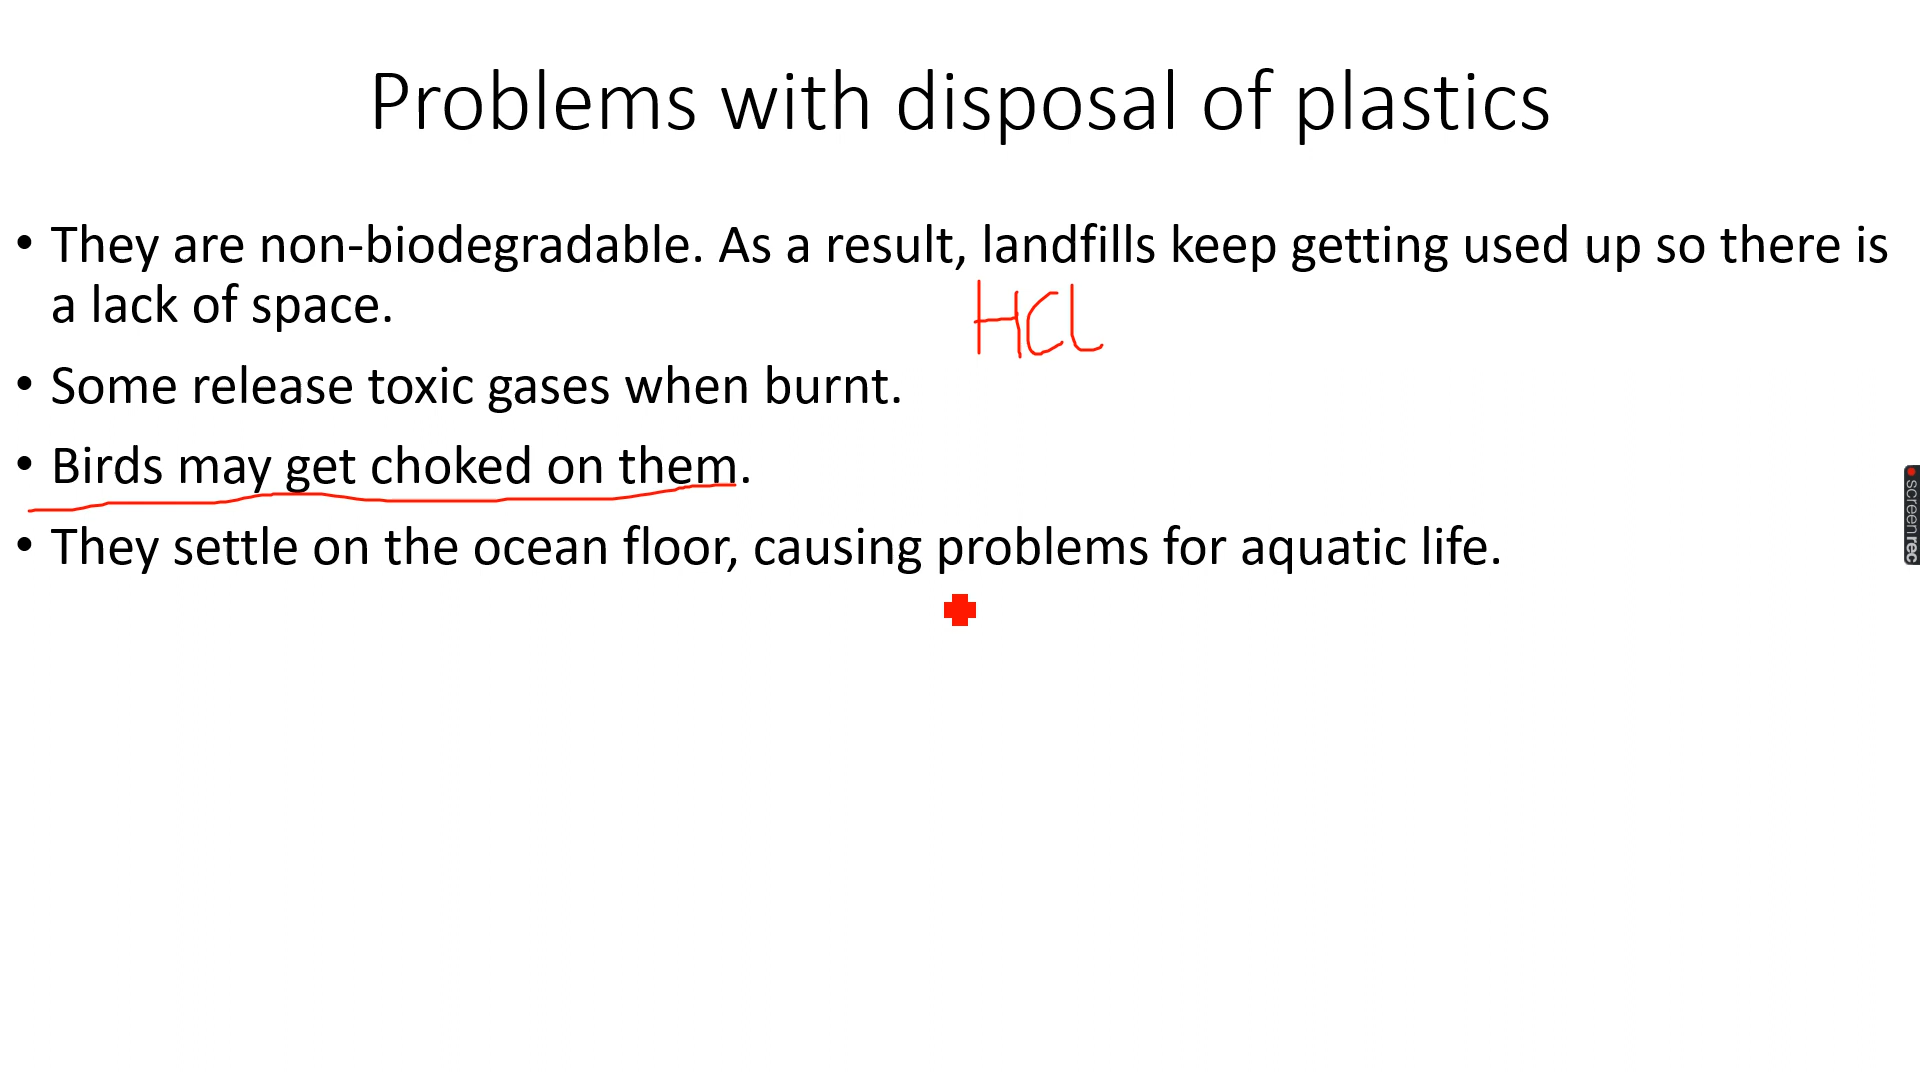 Problems with disposal of plastics
• They are non-biodegradable. As a result, landfills keep getting used up so there is
a lack of space.
HCl
• Some release toxic gases when burnt.
• Birds may get choked on them.
• They settle on the ocean floor, causing problems for aquatic life.
screenrec